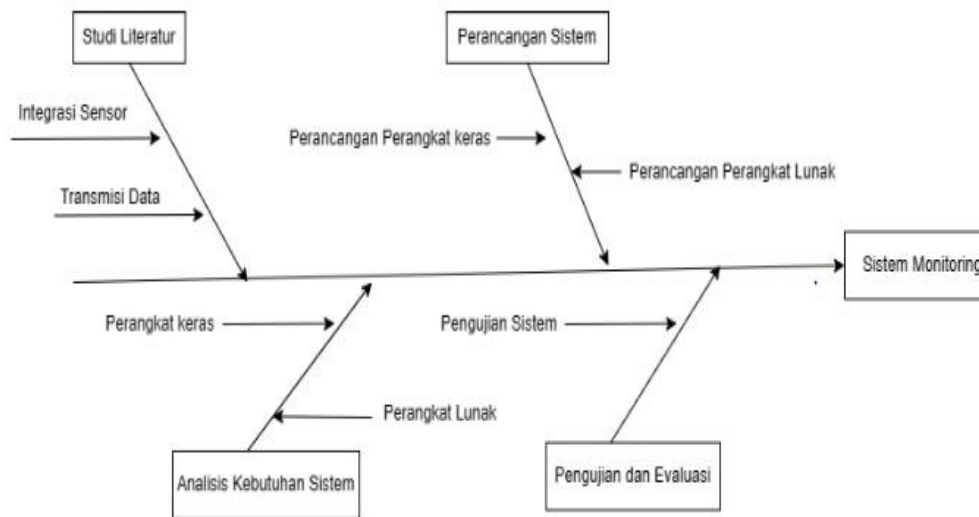 Studi Literatur
Perancangan Sistem
Integrasi Sensor
Perancangan Perangkat keras
Perancangan Perangkat Lunak
Transmisi Data
Sistem Monitoring
Perangkat keras
Pengujian Sistem
Perangkat Lunak
Analisis Kebutuhan Sistem
Pengujian dan Evaluasi